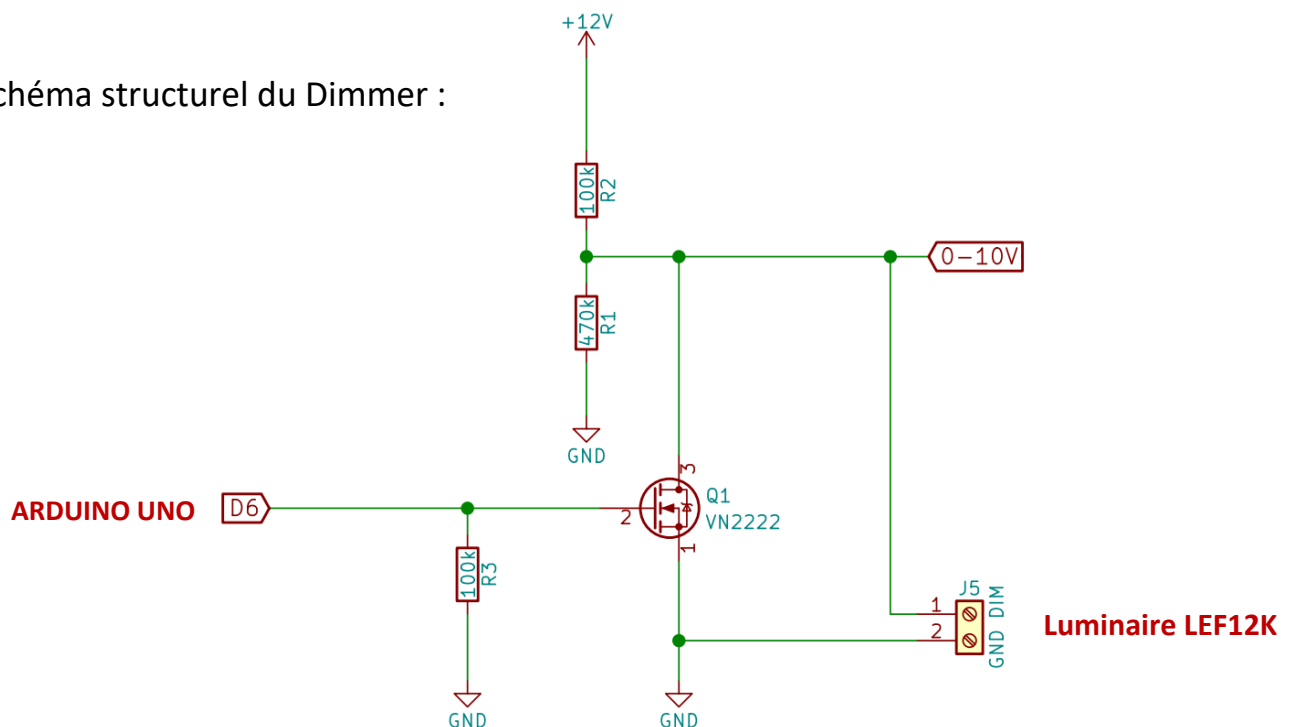 +12V
chéma structurel du Dimmer :
100k
R2
0-10V
470k
R1
GND
3
Q1
VN2222
ARDUINO UNO
D6
2
1
100k
R3
J5
DIM
1
2
GND
Luminaire LEF12K
GND
GND